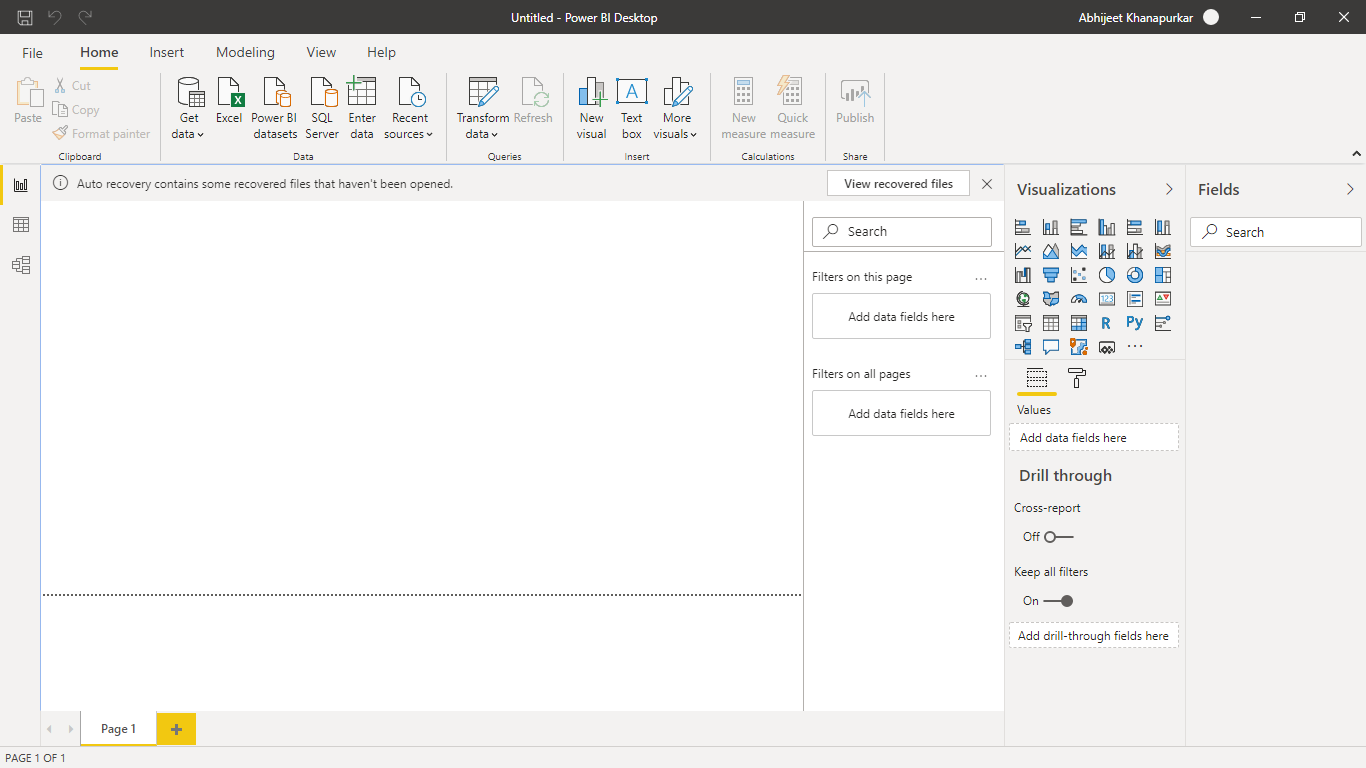 Untitled - Power BI Desktop
Abhijeet Khanapurkar
File Home Insert Modeling View Help
Paste
Cut
Copy
Format painter
Clipboard
Get data
Excel
Power BI datasets
SQL Server
Enter data
Recent sources
Data
Transform data
Refresh
Queries
New visual
Text box
More visuals
Insert
New measure
Quick measure
Calculations
Publish
Share
Auto recovery contains some recovered files that haven't been opened.
View recovered files
Search
Filters on this page
...
Add data fields here
Filters on all pages
...
Add data fields here
Visualizations
123
R
Py
...
Values
Add data fields here
Drill through
Cross-report
Off
Keep all filters
On
Add drill-through fields here
Fields
Search
Page 1
PAGE 1 OF 1